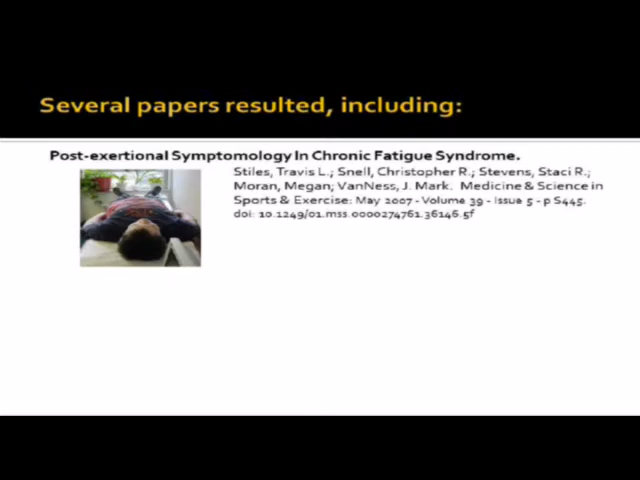 Several papers resulted, including:
Post-exertional Symptomology In Chronic Fatigue Syndrome.
Stiles, Travis L.; Snell, Christopher R.; Stevens, Staci R.;
Moran, Megan; VanNess, J. Mark. Medicine & Science in
Sports & Exercise: May 2007 - Volume 39 - Issue 5 - p S445.
doi: 10.1249/01.mss.0000274761.36146.5f